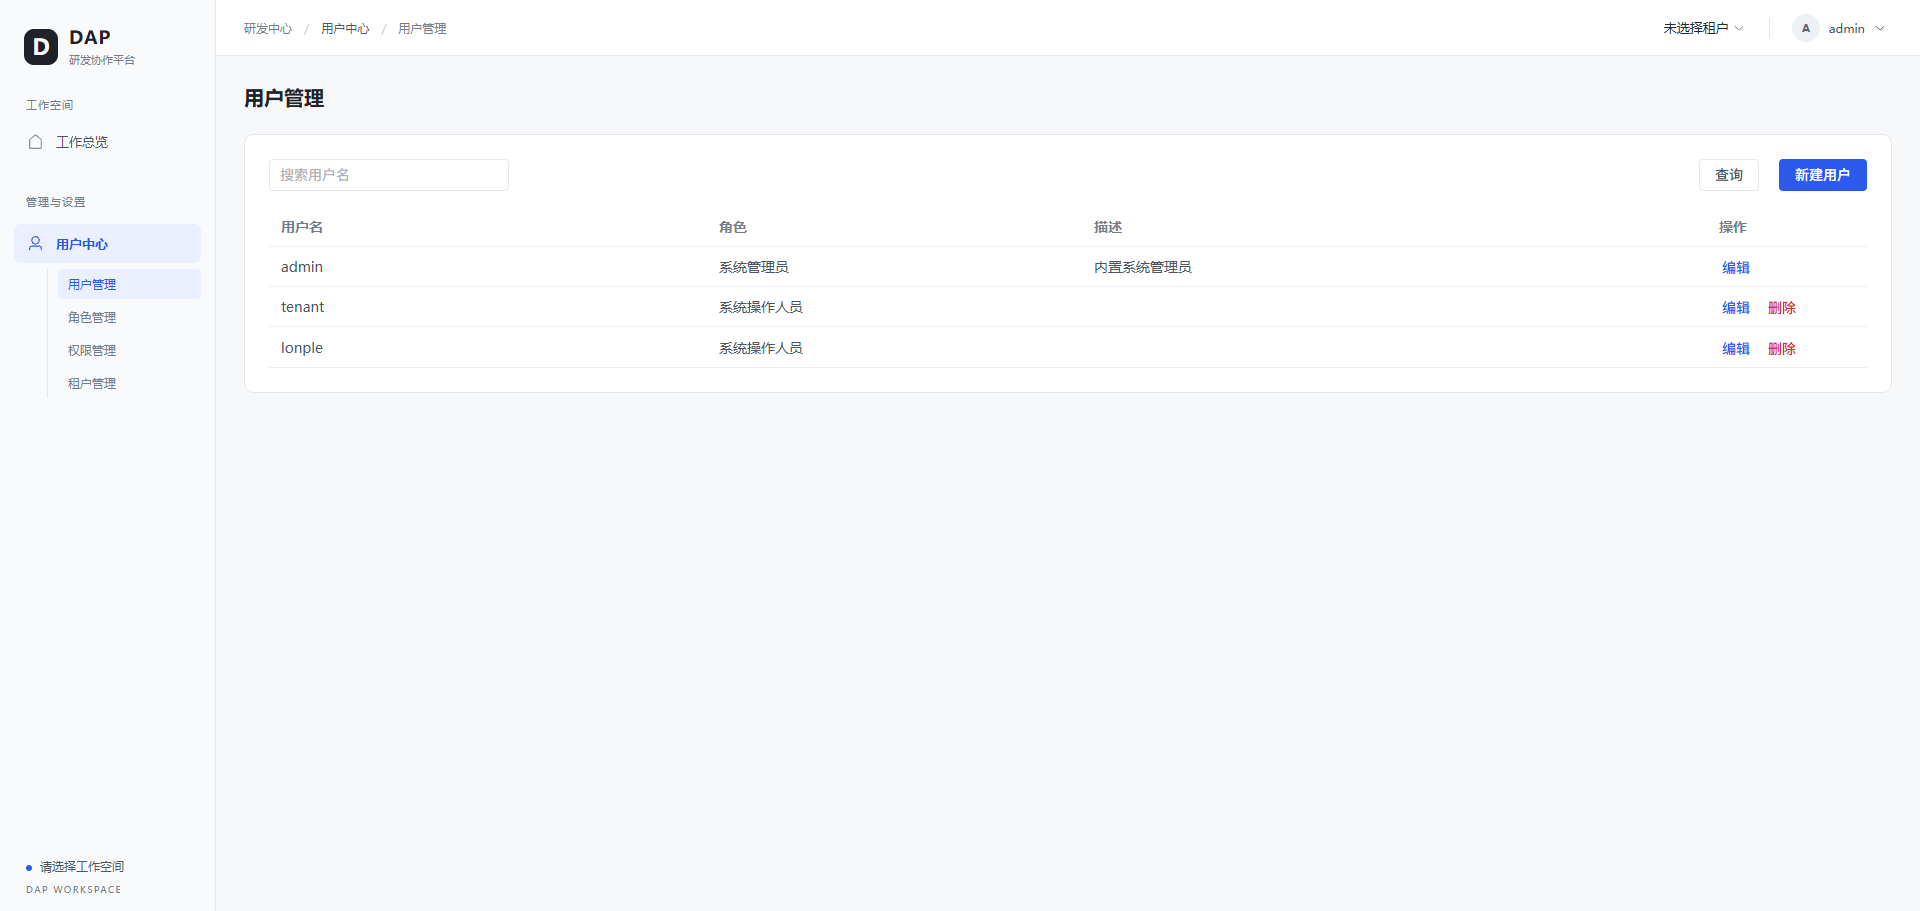 D
DAP
研发协作平台
工作空间
工作总览
管理与设置
用户中心
用户管理
角色管理
权限管理
租户管理
请选择工作空间
DAP WORKSPACE
研发中心 / 用户中心 / 用户管理
未选择租户 A admin
用户管理
搜索用户名 查询 新建用户
用户名 角色 描述 操作
admin 系统管理员 内置系统管理员 编辑
tenant 系统操作人员 编辑 删除
lonple 系统操作人员 编辑 删除